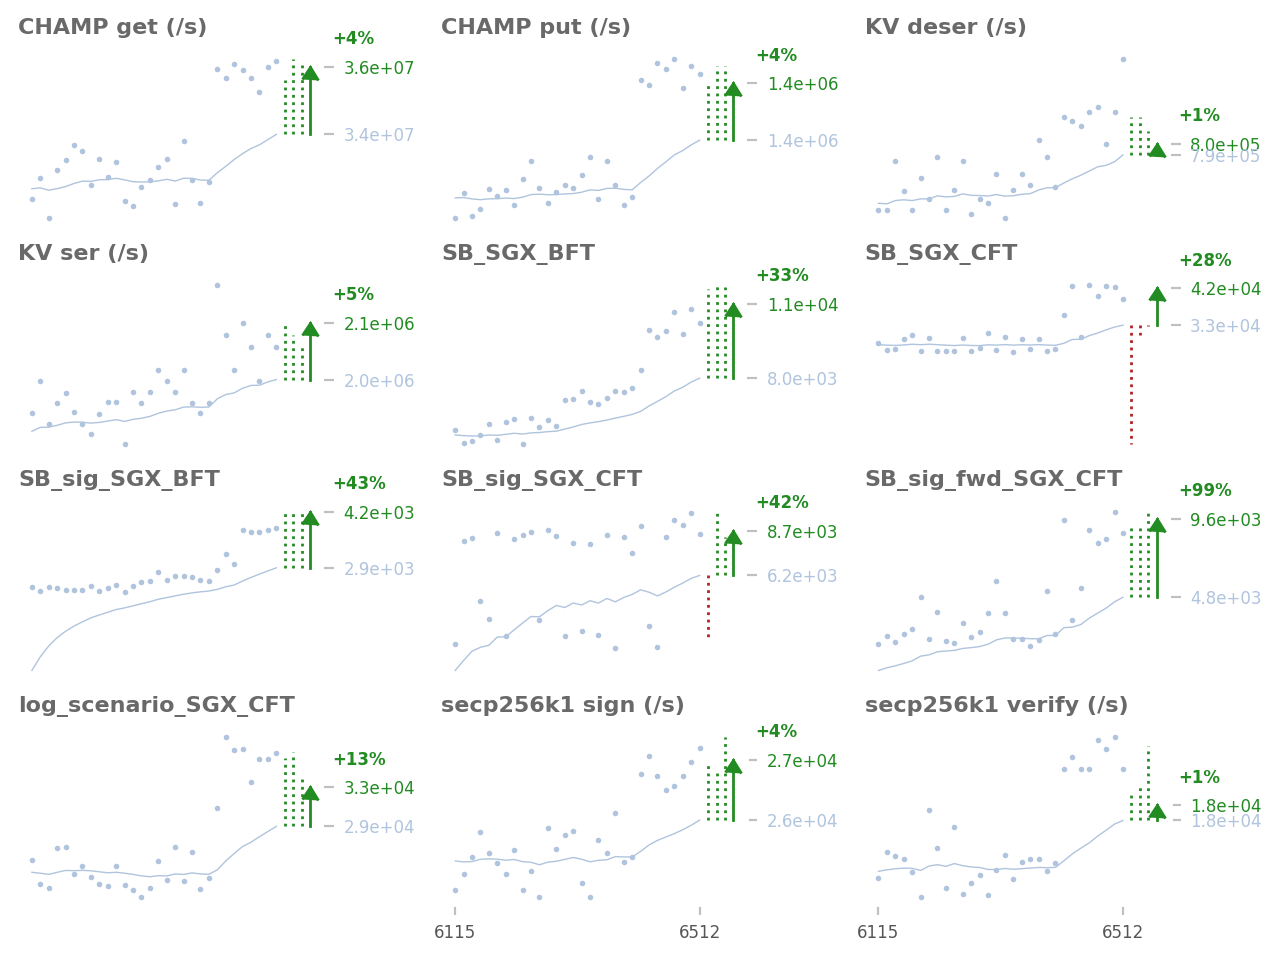 CHAMP get (/s)
+4%
3.6e+07
3.4e+07
CHAMP put (/s)
+4%
1.4e+06
1.4e+06
KV deser (/s)
+1%
8.0e+05
7.9e+05
KV ser (/s)
+5%
2.1e+06
2.0e+06
SB_SGX_BFT
+33%
1.1e+04
8.0e+03
SB_SGX_CFT
+28%
4.2e+04
3.3e+04
SB_sig_SGX_BFT
+43%
4.2e+03
2.9e+03
SB_sig_SGX_CFT
+42%
8.7e+03
6.2e+03
SB_sig_fwd_SGX_CFT
+99%
9.6e+03
4.8e+03
log_scenario_SGX_CFT
+13%
3.3e+04
2.9e+04
secp256k1 sign (/s)
+4%
2.7e+04
2.6e+04
6115
6512
secp256k1 verify (/s)
+1%
1.8e+04
1.8e+04
6115
6512